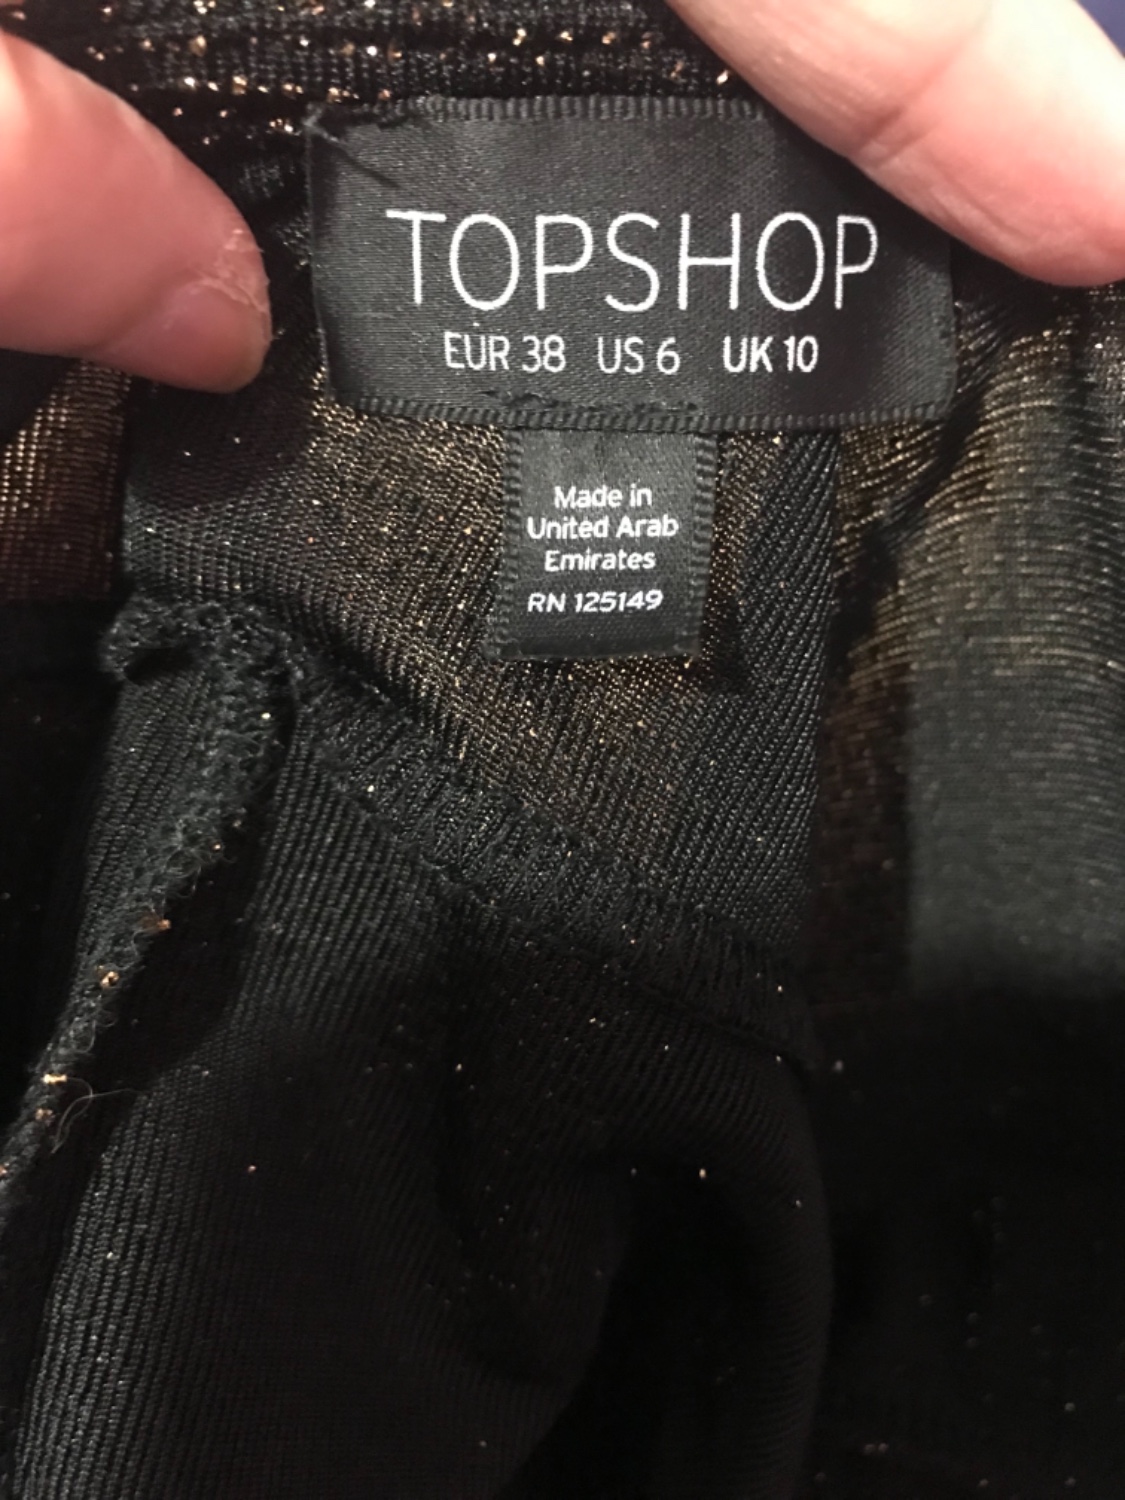 TOPSHOP
EUR 38 US 6 UK 10
Made in
United Arab
Emirates
RN 125149